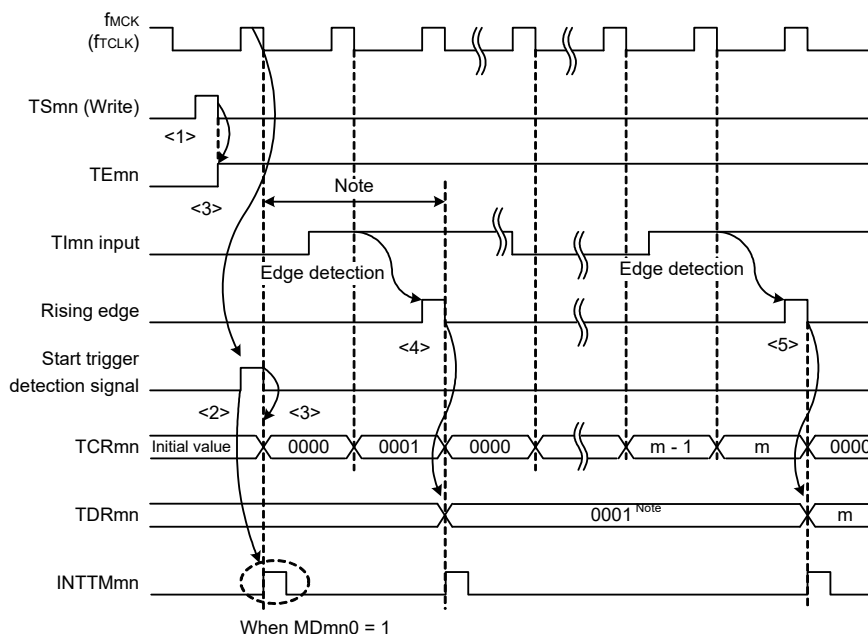 fMCK
(fTCLK)
TSmn (Write)
<1>
TEmn
<3>
Note
TImn input
Edge detection
Edge detection
Rising edge
<4>
<5>
Start trigger
detection signal
<2>
<3>
TCRmn
Initial value
0000
0001
0000
m - 1
m
0000
TDRmn
0001 Note
m
INTTMmn
When MDmn0 = 1